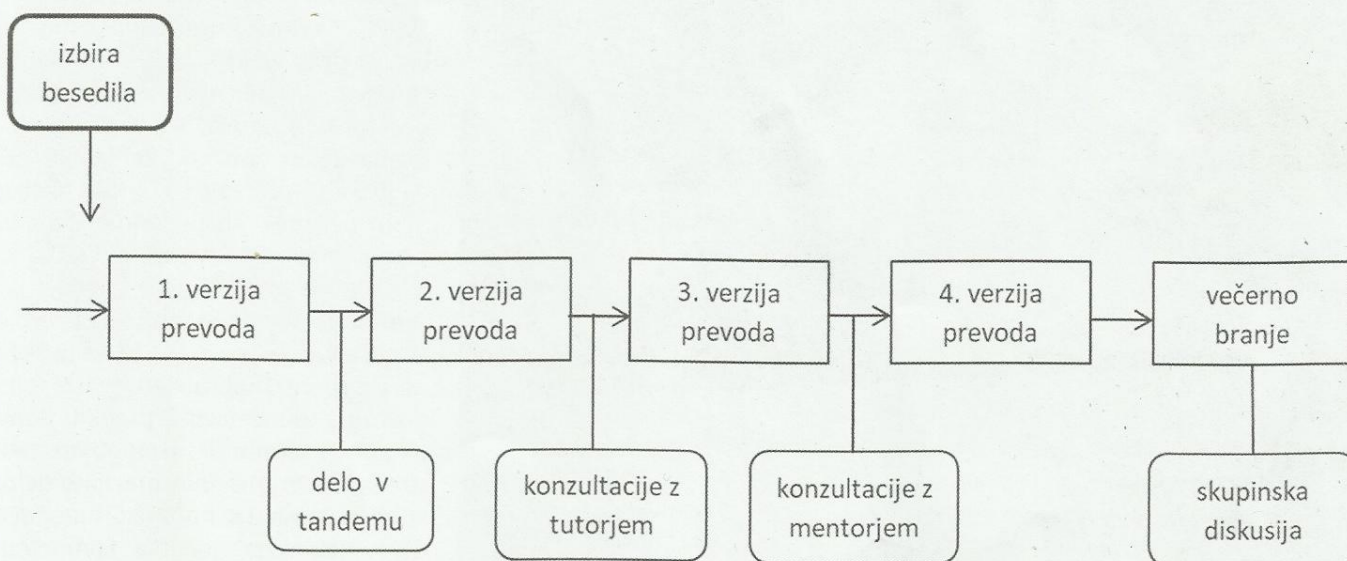 izbira
besedila
1. verzija
prevoda
2. verzija
prevoda
3. verzija
prevoda
4. verzija
prevoda
večerno
branje
delo v
tandemu
konzultacije z
tutorjem
konzultacije z
mentorjem
skupinska
diskusija